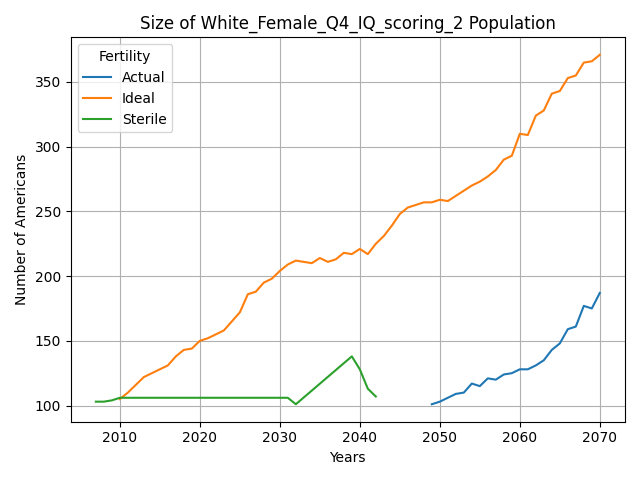 Size of White_Female_Q4_IQ_scoring_2 Population
Fertility
Actual
Ideal
Sterile
Number of Americans
350
300
250
200
150
100
2010 2020 2030 2040 2050 2060 2070
Years